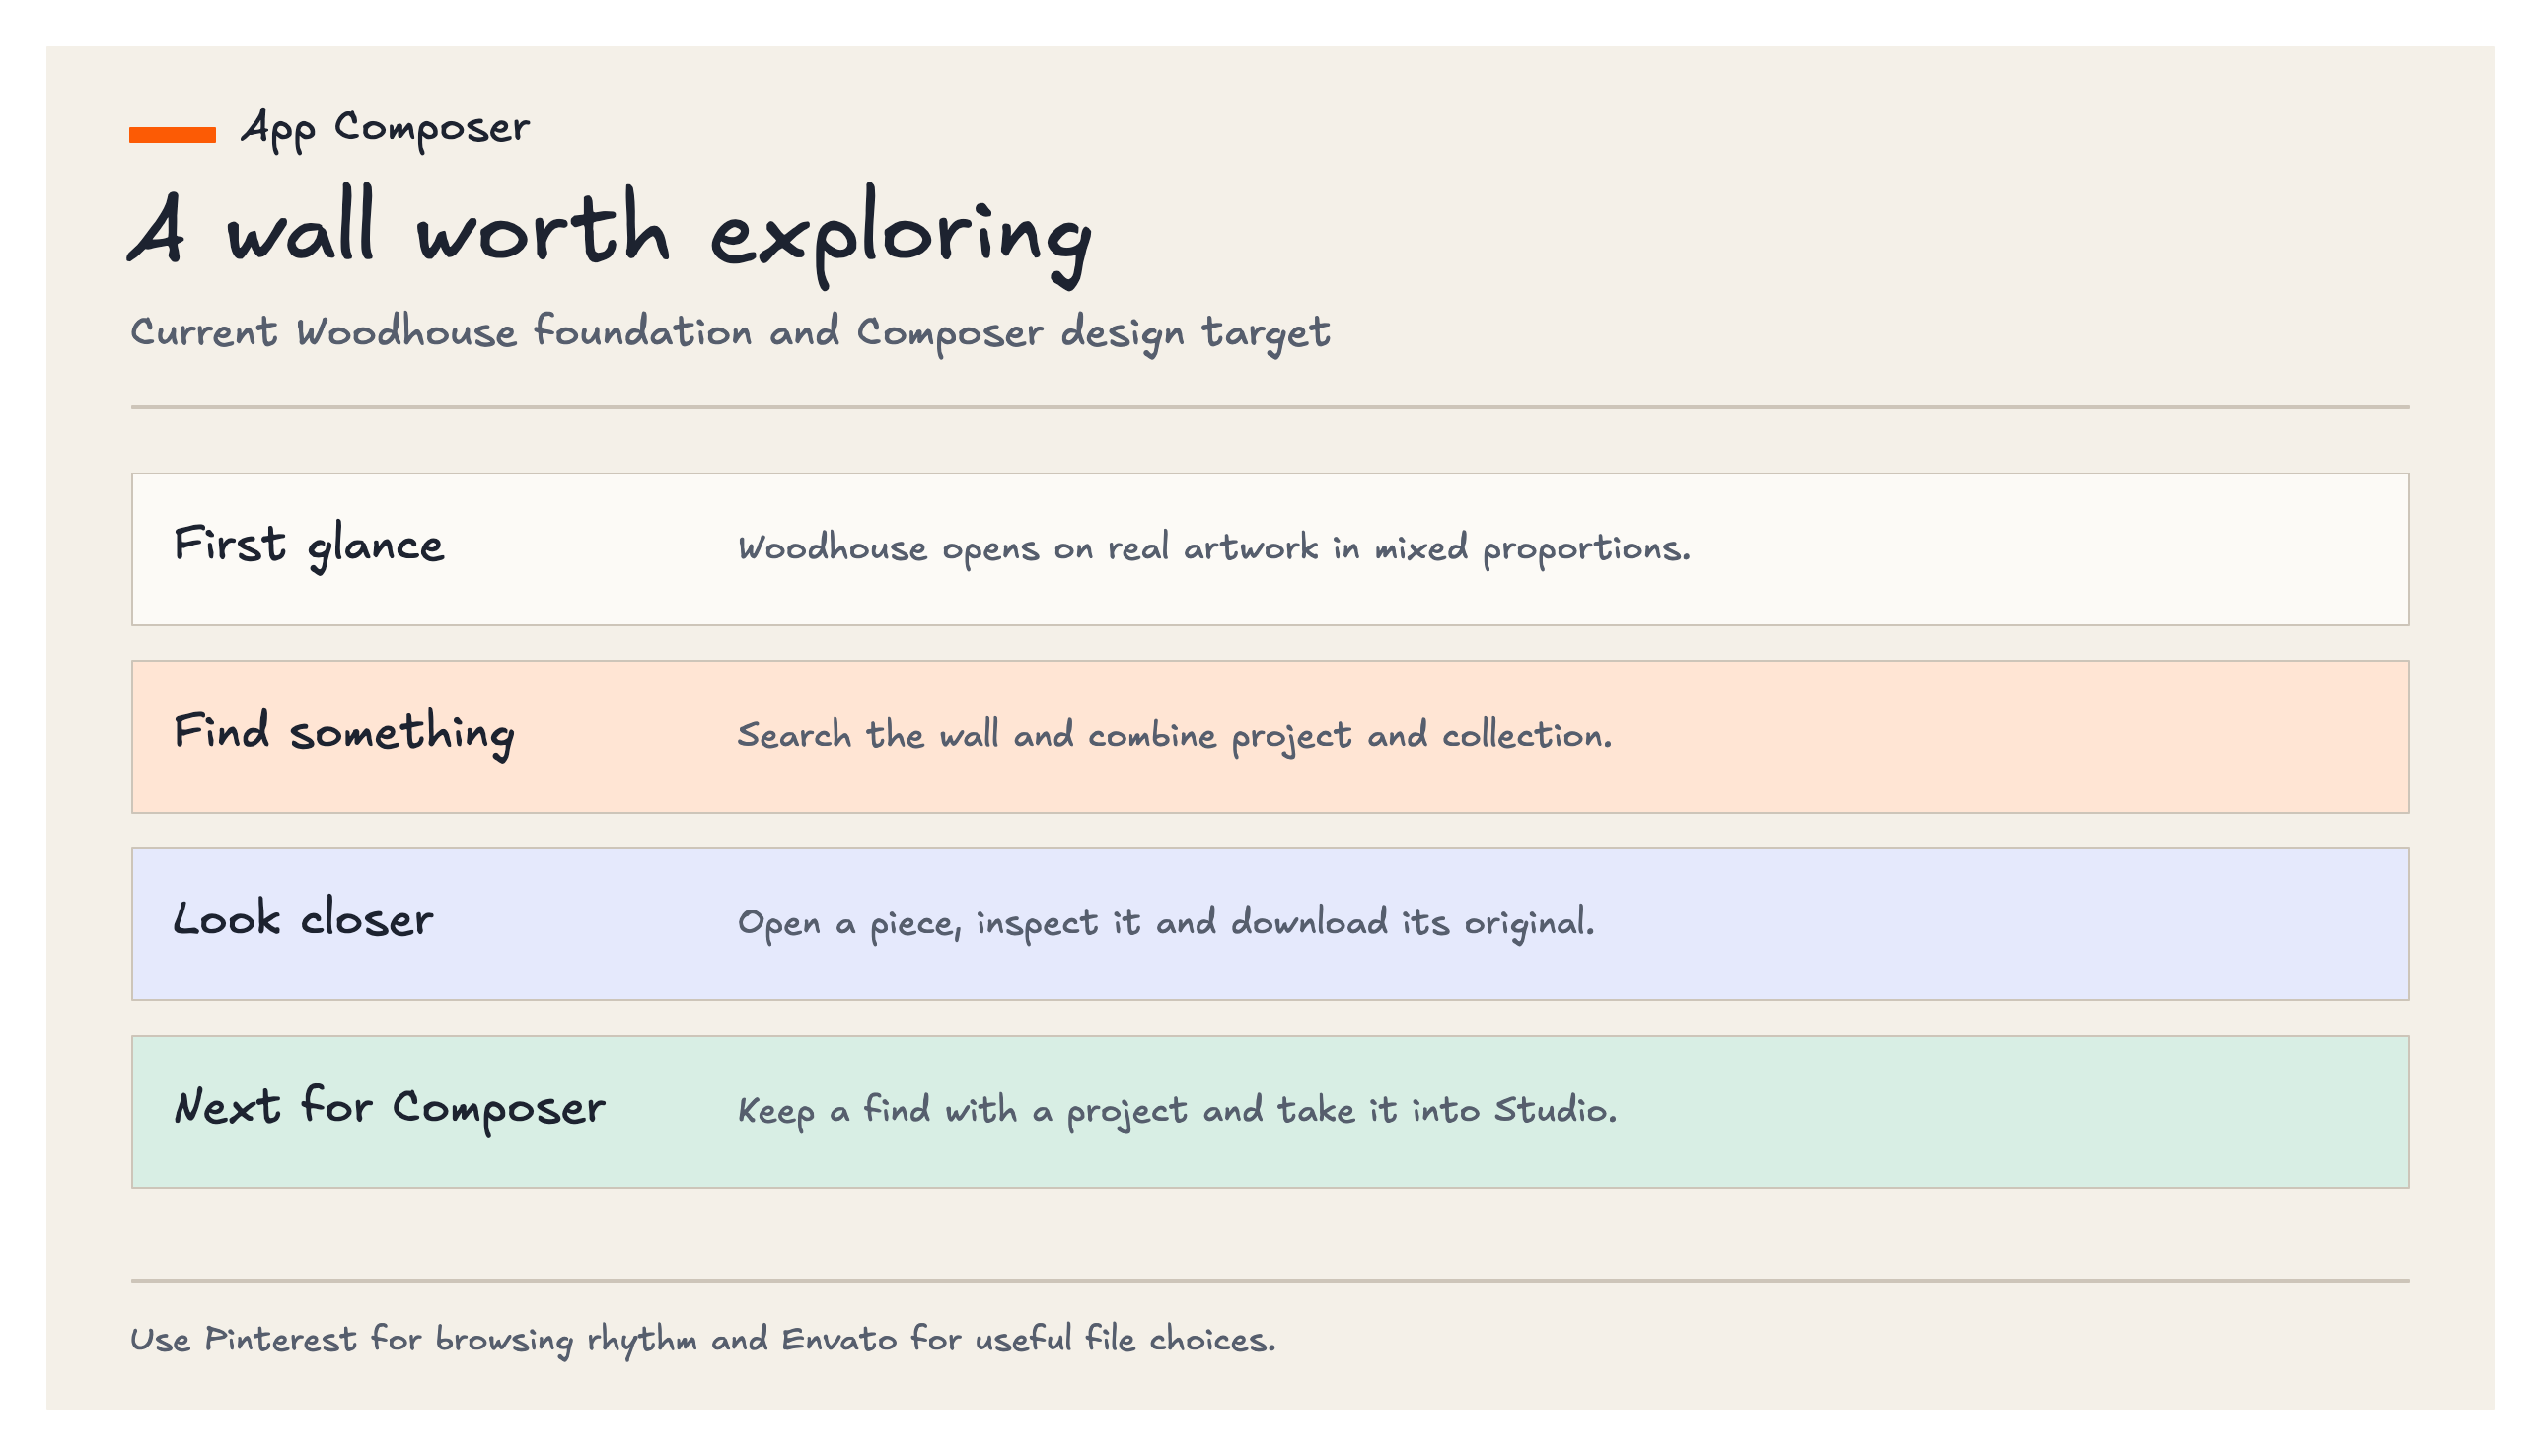 App Composer
A wall worth exploring
Current Woodhouse foundation and Composer design target
First glance
Woodhouse opens on real artwork in mixed proportions.
Find something
Search the wall and combine project and collection.
Look closer
Open a piece, inspect it and download its original.
Next for Composer
Keep a find with a project and take it into Studio.
Use Pinterest for browsing rhythm and Envato for useful file choices.